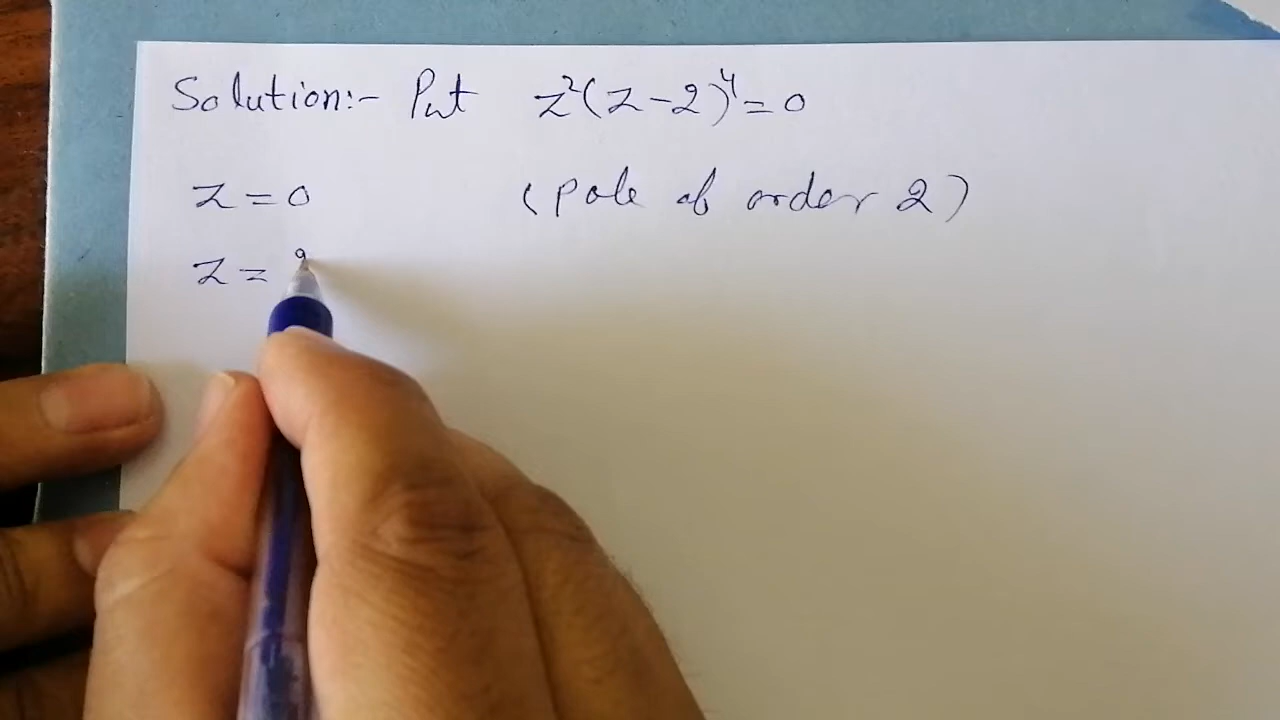 Solution:- Put z²(z-2)⁴=0
z=0 (pole of order 2)
z=